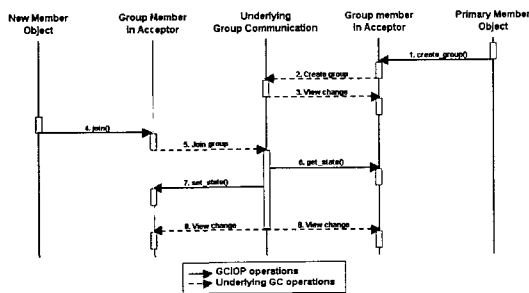 New Member
Object
Group Member
in Acceptor
Underlying
Group Communication
Group member
in Acceptor
Primary Member
Object
1. create_group()
2. Create group
3. View change
4. join()
5. Join group
6. get_state()
7. set_state()
8. View change
8. View change
GCIOP operations
Underlying GC operations